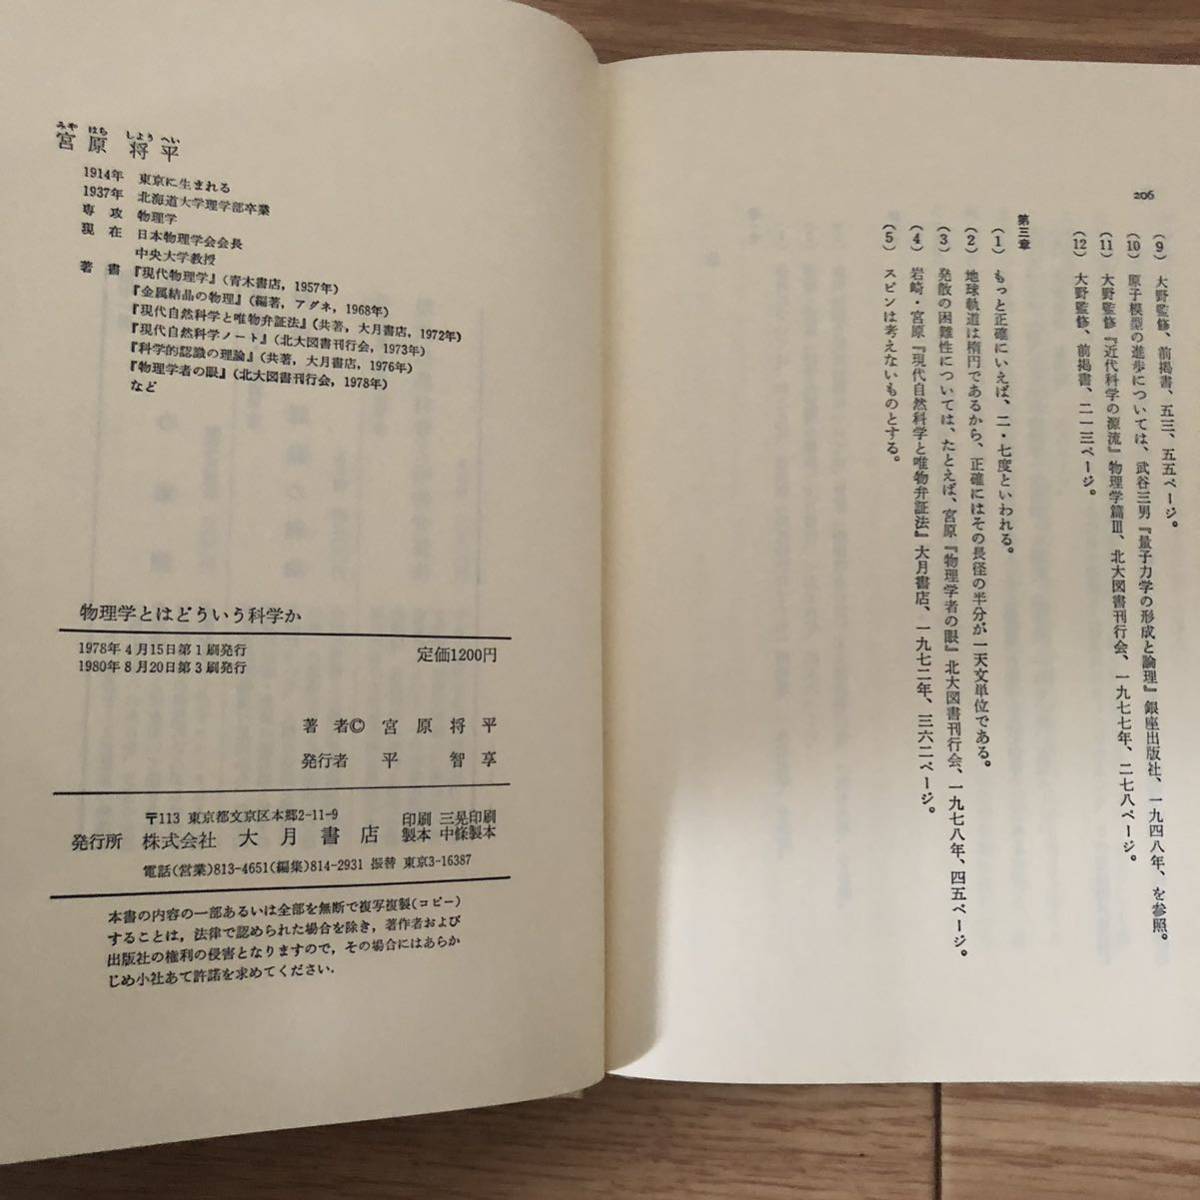 206
(9) 大野監修、前掲書、五三、五五ページ。
(10) 原子模型の進歩については、武谷三男『量子力学の形成と論理』銀座出版社、一九四八年、を参照。
(11) 大野監修『近代科学の源流』物理学篇Ⅲ、北大図書刊行会、一九七七年、二七八ページ。
(12) 大野監修、前掲書、二一三ページ。
第三章
(1) もっと正確にいえば、二・七度といわれる。
(2) 地球軌道は楕円であるから、正確にはその長径の半分が一天文単位である。
(3) 発散の困難性については、たとえば、宮原『物理学者の眼』北大図書刊行会、一九七八年、四五ページ。
(4) 岩崎・宮原『現代自然科学と唯物弁証法』大月書店、一九七二年、三六二ページ。
(5) スピンは考えないものとする。
みや はら しょう へい
宮原 将平
1914年 東京に生まれる
1937年 北海道大学理学部卒業
専攻 物理学
現在 日本物理学会会長
中央大学教授
著書 『現代物理学』(青木書店, 1957年)
『金属結晶の物理』(編著, アグネ, 1968年)
『現代自然科学と唯物弁証法』(共著, 大月書店, 1972年)
『現代自然科学ノート』(北大図書刊行会, 1973年)
『科学的認識の理論』(共著, 大月書店, 1976年)
『物理学者の眼』(北大図書刊行会, 1978年)
など
物理学とはどういう科学か
1978年4月15日第1刷発行
1980年8月20日第3刷発行
定価1200円
著者© 宮原将平
発行者 平智享
〒113 東京都文京区本郷2-11-9
発行所 株式会社 大月書店
印刷 三晃印刷
製本 中條製本
電話(営業)813-4651(編集)814-2931 振替 東京3-16387
本書の内容の一部あるいは全部を無断で複写複製(コピー)
することは, 法律で認められた場合を除き, 著作者および
出版社の権利の侵害となりますので, その場合にはあらか
じめ小社あて許諾を求めてください.